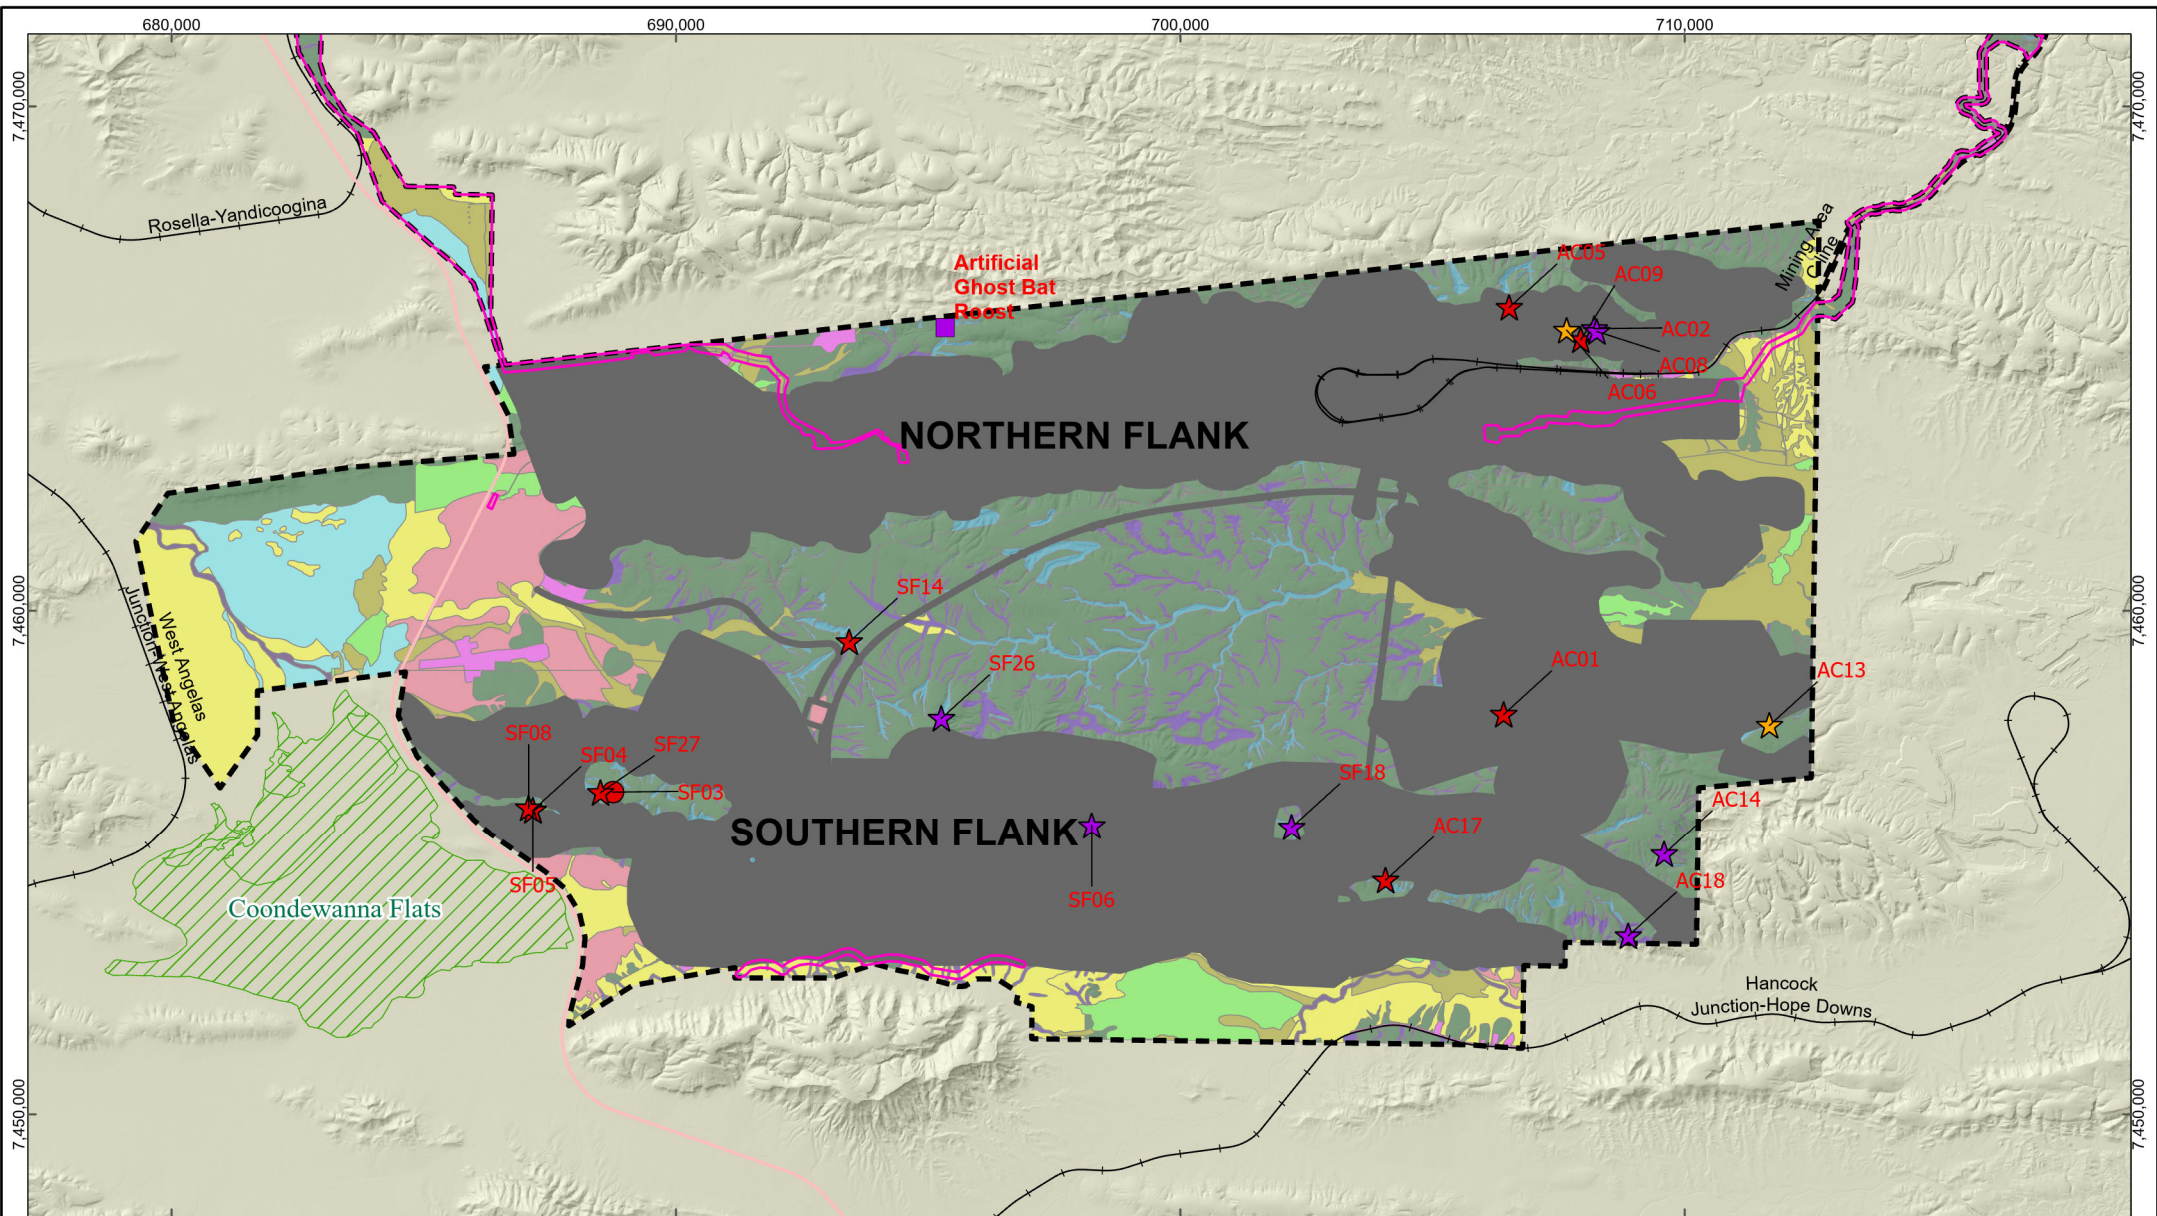 680,000
690,000
700,000
710,000
7,470,000
7,470,000
Rosella-Yandicoogina
Mining Area
C line
Artificial
Ghost Bat
Roost
AC05
AC09
AC02
AC08
AC06
NORTHERN FLANK
7,460,000
7,460,000
SF14
SF26
AC01
AC13
Junction-West Angelas
West Angelas
SF08
SF04
SF27
SF03
SF18
AC14
SOUTHERN FLANK
AC17
SF05
SF06
AC18
Coondewanna Flats
Hancock
Junction-Hope Downs
7,450,000
7,450,000